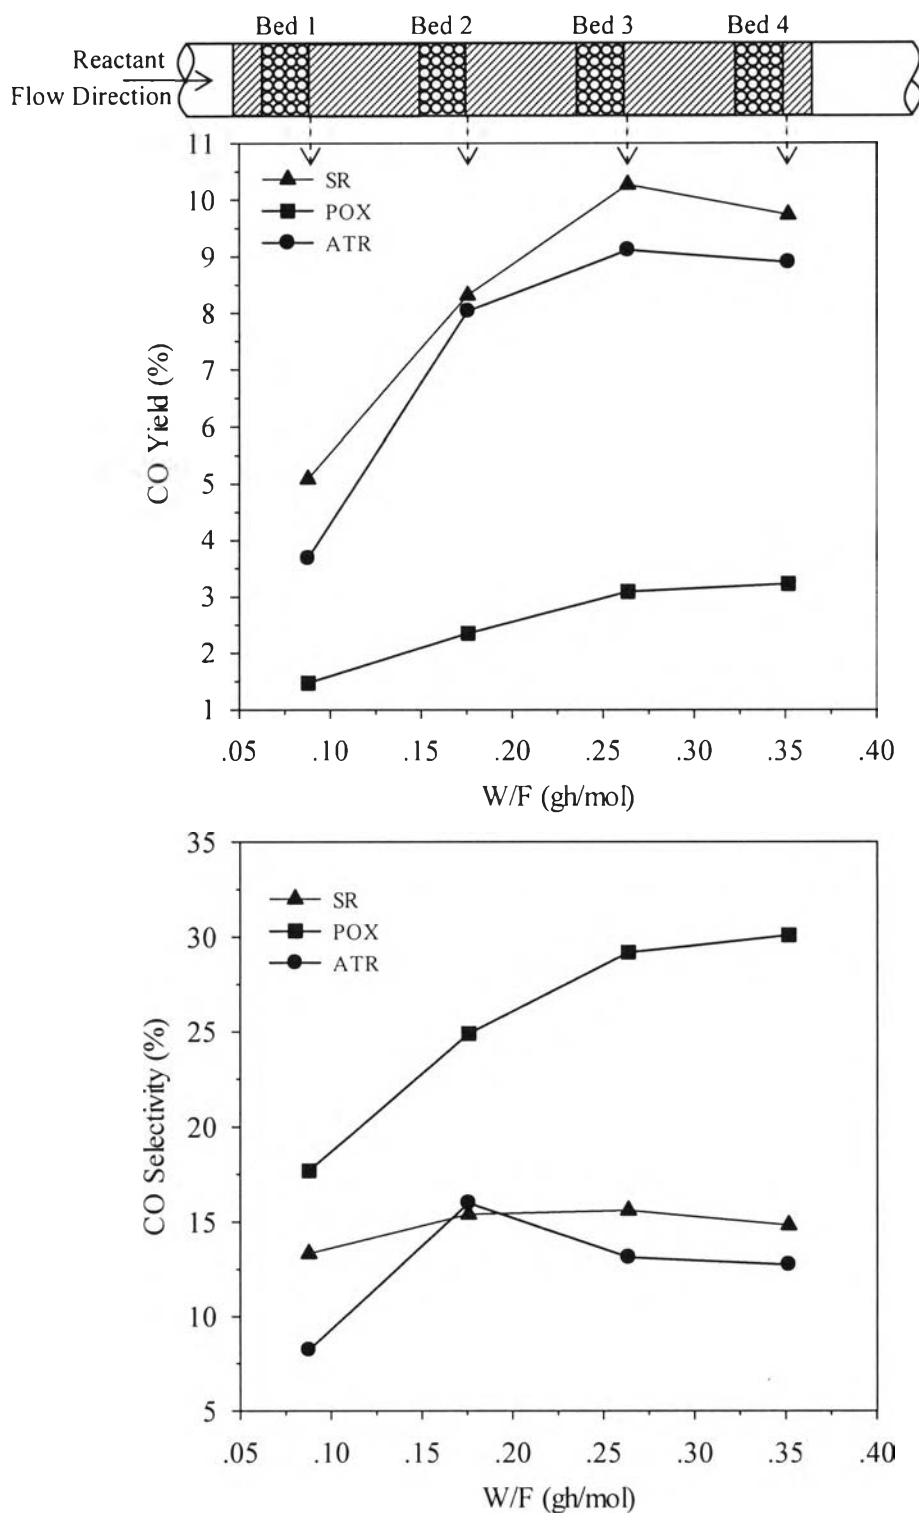 Bed 1 Bed 2 Bed 3 Bed 4
Reactant
Flow Direction
11
10
9
8
7
6
5
4
3
2
1
CO Yield (%)
SR
POX
ATR
.05 .10 .15 .20 .25 .30 .35 .40
W/F (gh/mol)
35
30
25
20
15
10
5
CO Selectivity (%)
SR
POX
ATR
.05 .10 .15 .20 .25 .30 .35 .40
W/F (gh/mol)